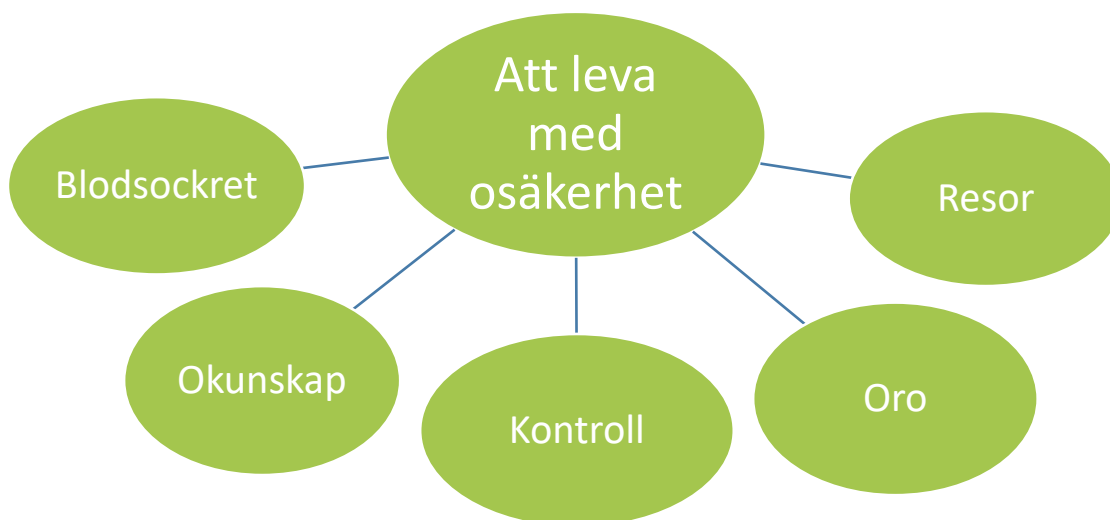 Att leva
med
osäkerhet
Blodsockret
Resor
Okunskap
Kontroll
Oro